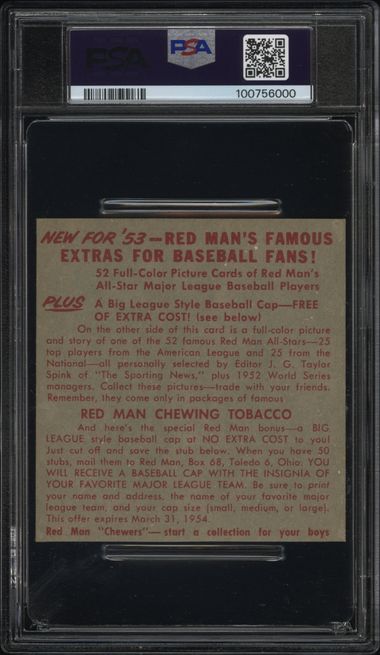 PSA
PSA
100756000
NEW FOR '53—RED MAN'S FAMOUS
EXTRAS FOR BASEBALL FANS!
52 Full-Color Picture Cards of Red Man's
All-Star Major League Baseball Players
PLUS A Big League Style Baseball Cap—FREE
OF EXTRA COST! (see below)
On the other side of this card is a full-color picture
and story of one of the 52 famous Red Man All-Stars—25
top players from the American League and 25 from the
National—all personally selected by Editor J. G. Taylor
Spink of "The Sporting News," plus 1952 World Series
managers. Collect these pictures—trade with your friends.
Remember, they come only in packages of famous
RED MAN CHEWING TOBACCO
And here's the special Red Man bonus—a BIG
LEAGUE style baseball cap at NO EXTRA COST to you!
Just cut off and save the stub below. When you have 50
stubs, mail them to Red Man, Box 68, Toledo 6, Ohio: YOU
WILL RECEIVE A BASEBALL CAP WITH THE INSIGNIA OF
YOUR FAVORITE MAJOR LEAGUE TEAM. Be sure to print
your name and address, the name of your favorite major
league team, and your cap size (small, medium, or large).
This offer expires March 31, 1954.
Red Man "Chewers"—start a collection for your boys